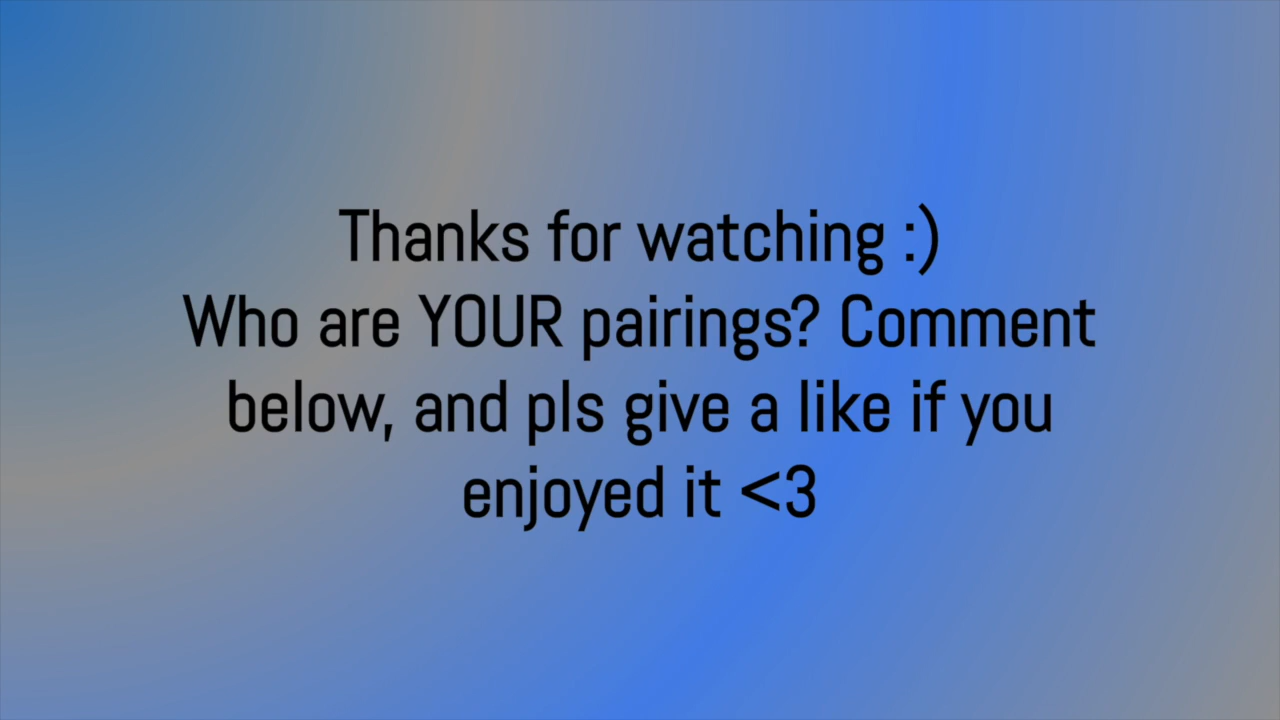 Thanks for watching :)
Who are YOUR pairings? Comment
below, and pls give a like if you
enjoyed it <3